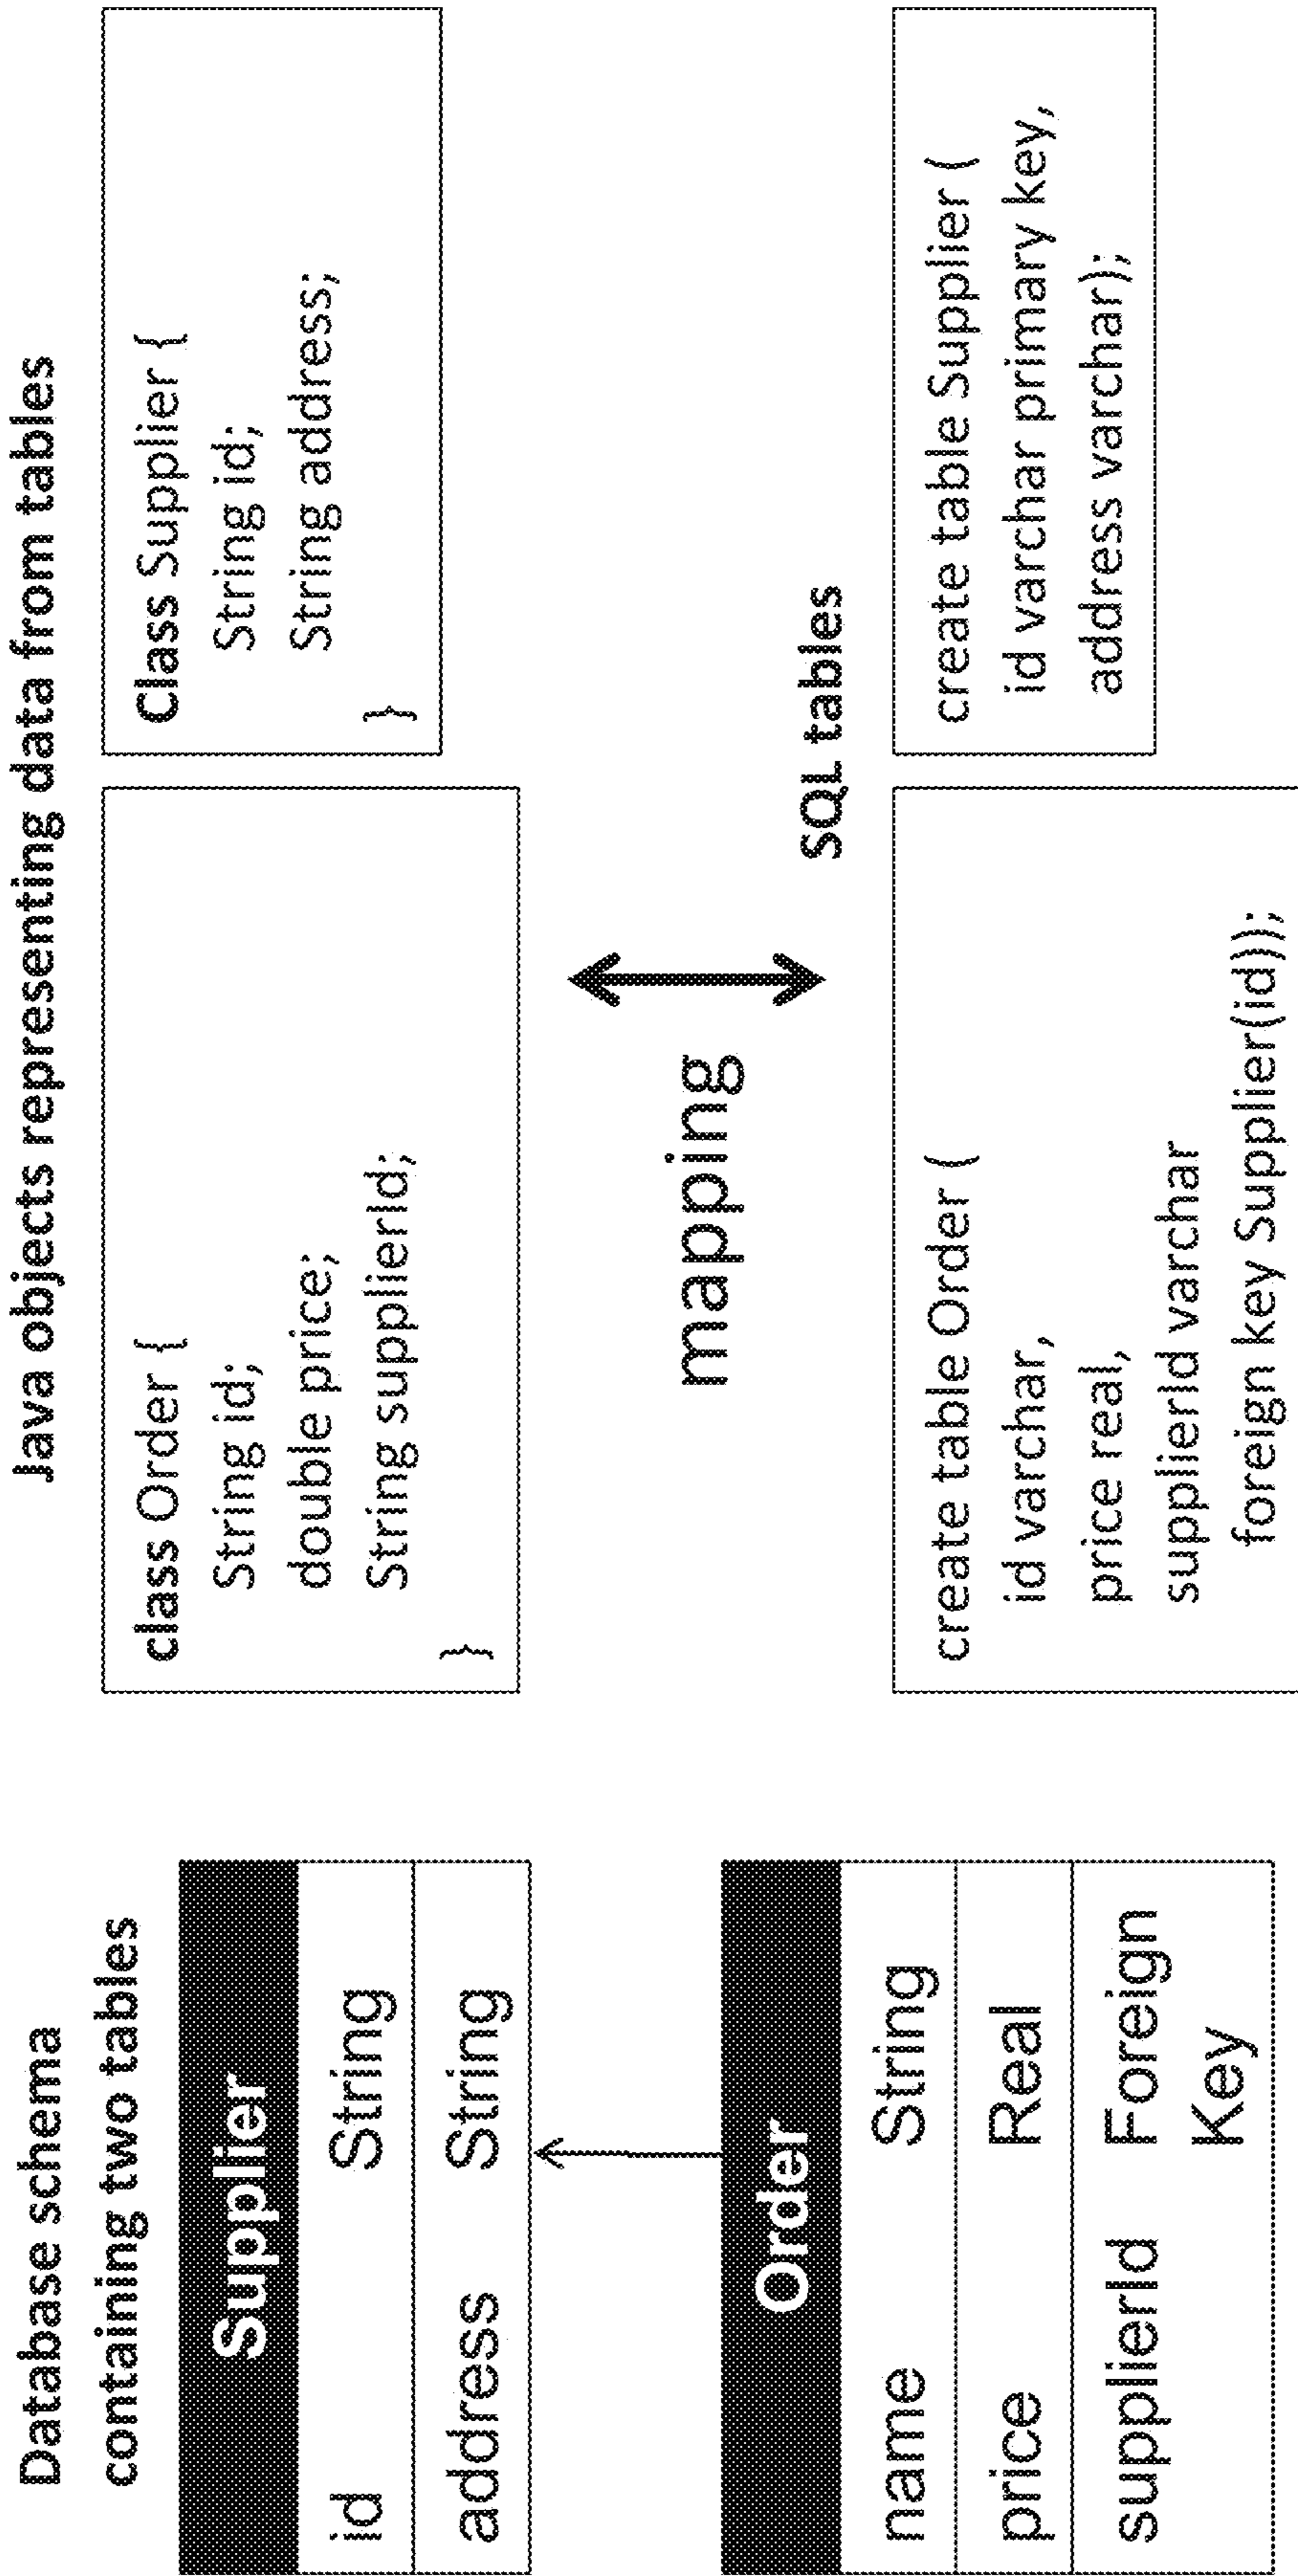 Database schema
containing two tables
Supplier
id String
address String
Order
name String
price Real
supplierId Foreign
Key
Java objects representing data from tables
class Order {
String id;
double price;
String supplierId;
}
Class Supplier {
String id;
String address;
}
mapping
SQL tables
create table Order (
id varchar,
price real,
supplierId varchar
foreign key Supplier(id));
create table Supplier (
id varchar primary key,
address varchar);